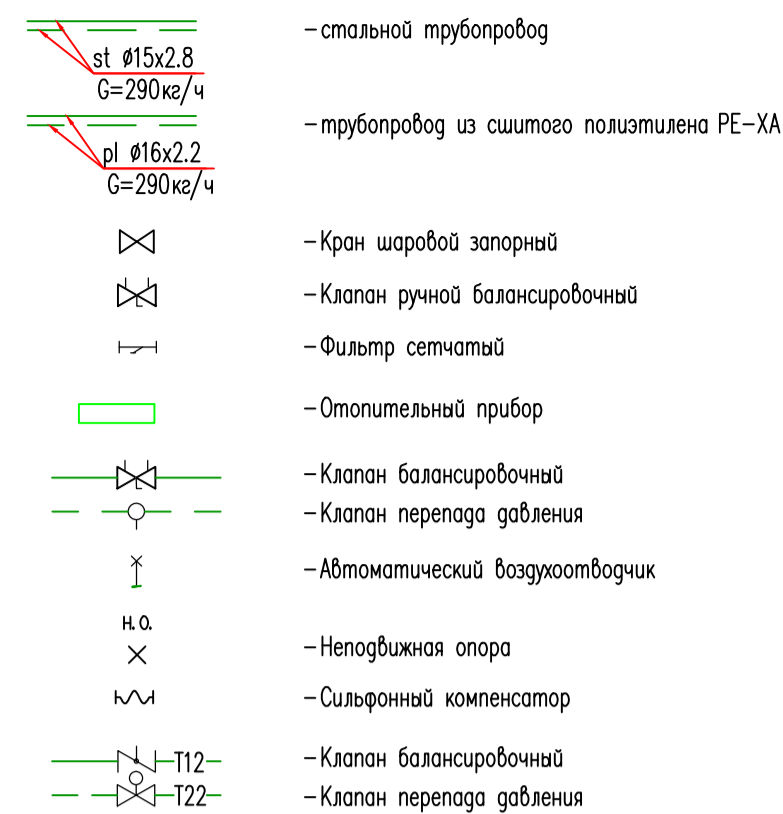 –стальной трубопровод
st Ø15x2.8
G=290кг/ч
–трубопровод из сшитого полиэтилена PE–XA
pl Ø16x2.2
G=290кг/ч
–Кран шаровой запорный
–Клапан ручной балансировочный
–Фильтр сетчатый
–Отопительный прибор
–Клапан балансировочный
–Клапан перепада давления
–Автоматический воздухоотводчик
Н.О.
–Неподвижная опора
–Сильфонный компенсатор
T12 –Клапан балансировочный
T22 –Клапан перепада давления